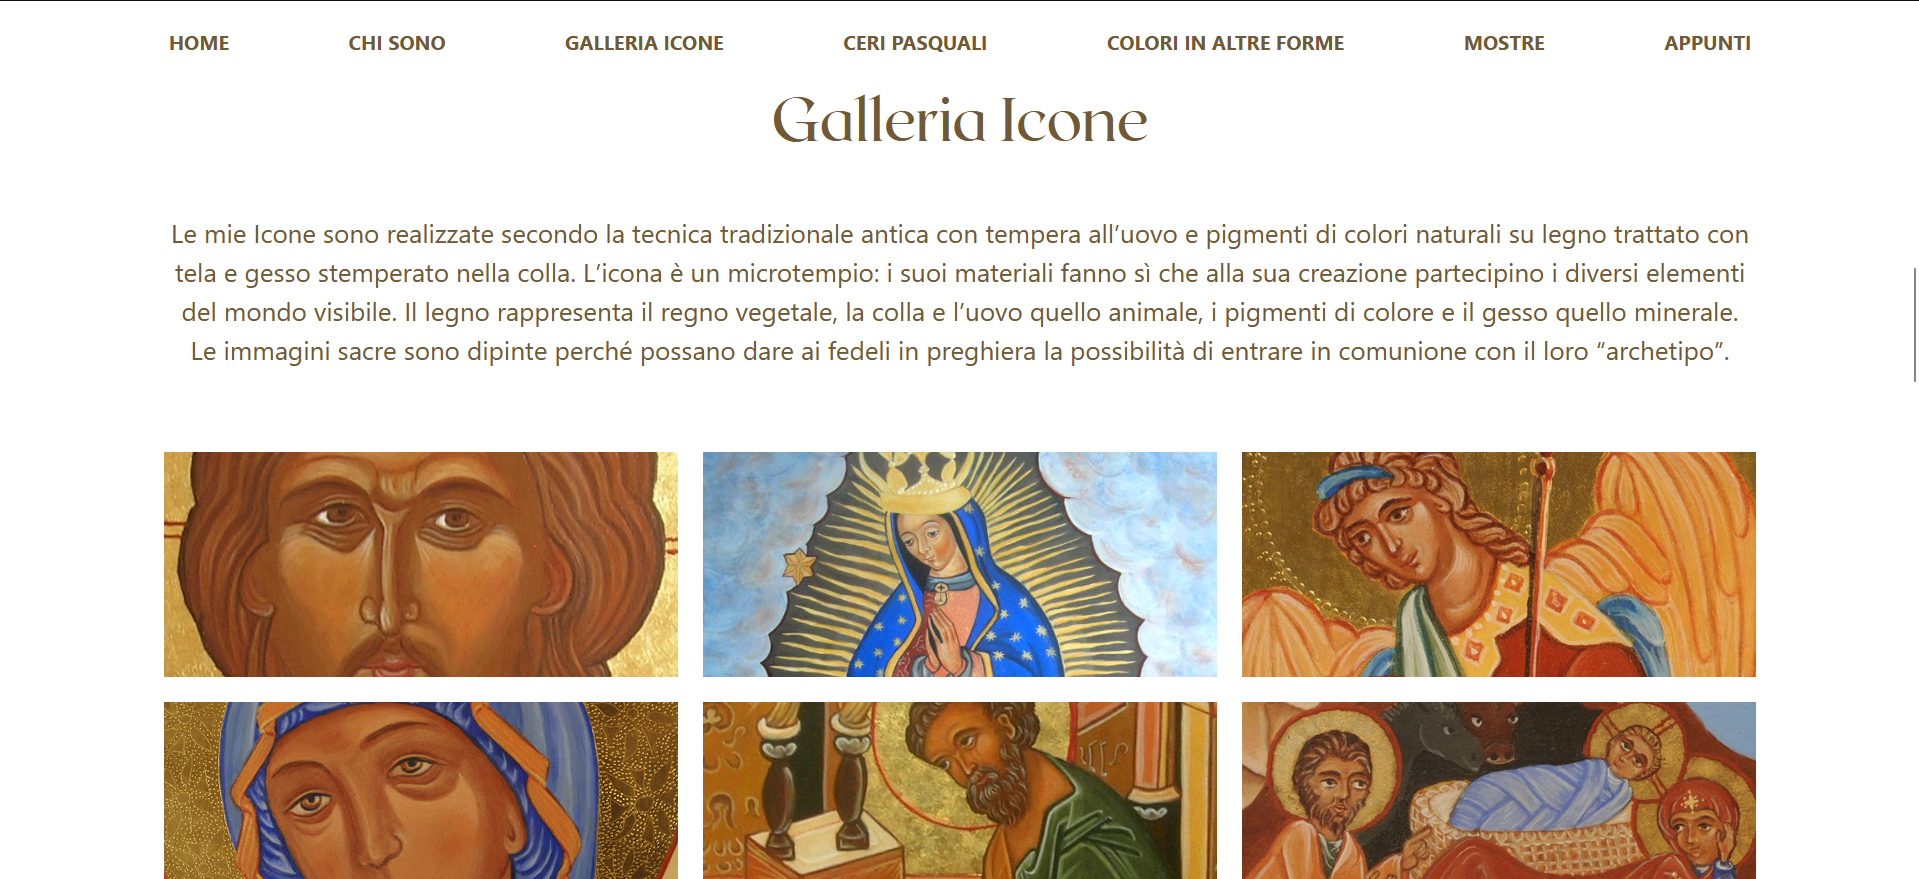 HOME CHI SONO GALLERIA ICONE CERI PASQUALI COLORI IN ALTRE FORME MOSTRE APPUNTI
Galleria Icone
Le mie Icone sono realizzate secondo la tecnica tradizionale antica con tempera all’uovo e pigmenti di colori naturali su legno trattato con
tela e gesso stemperato nella colla. L’icona è un microtempio: i suoi materiali fanno sì che alla sua creazione partecipino i diversi elementi
del mondo visibile. Il legno rappresenta il regno vegetale, la colla e l’uovo quello animale, i pigmenti di colore e il gesso quello minerale.
Le immagini sacre sono dipinte perché possano dare ai fedeli in preghiera la possibilità di entrare in comunione con il loro “archetipo”.